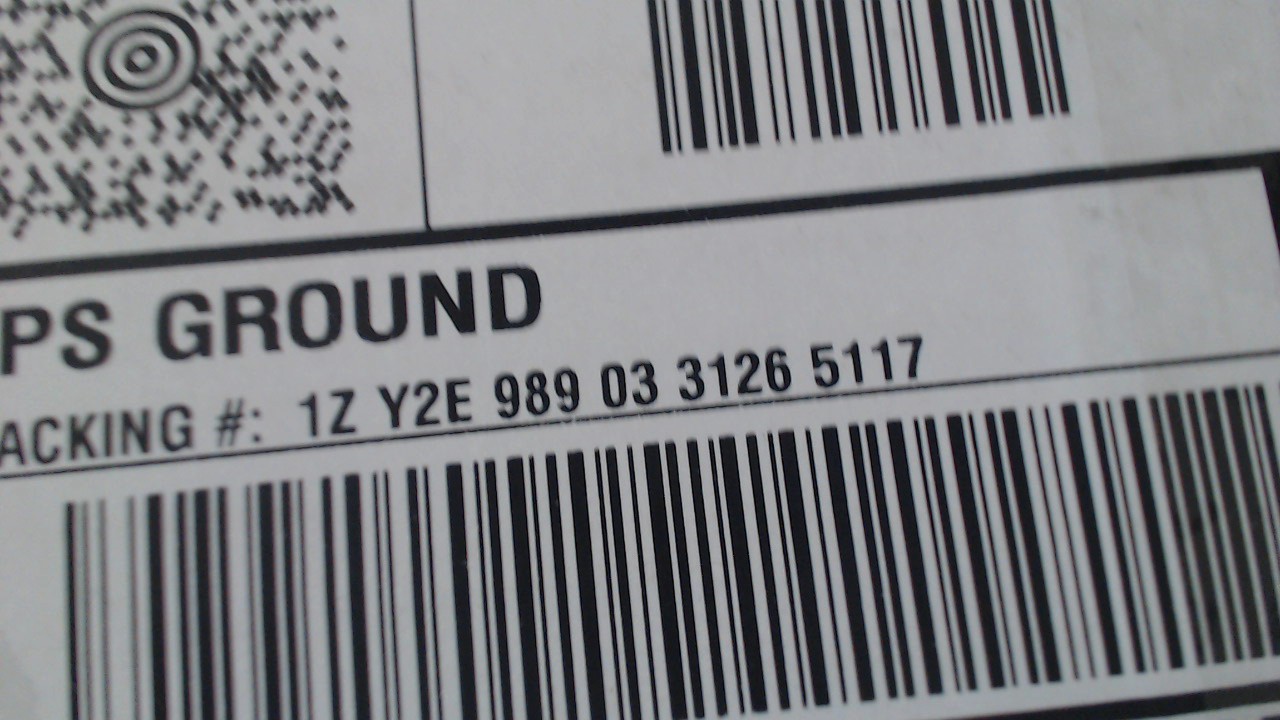 PS GROUND
ACKING #: 1Z Y2E 989 03 3126 5117